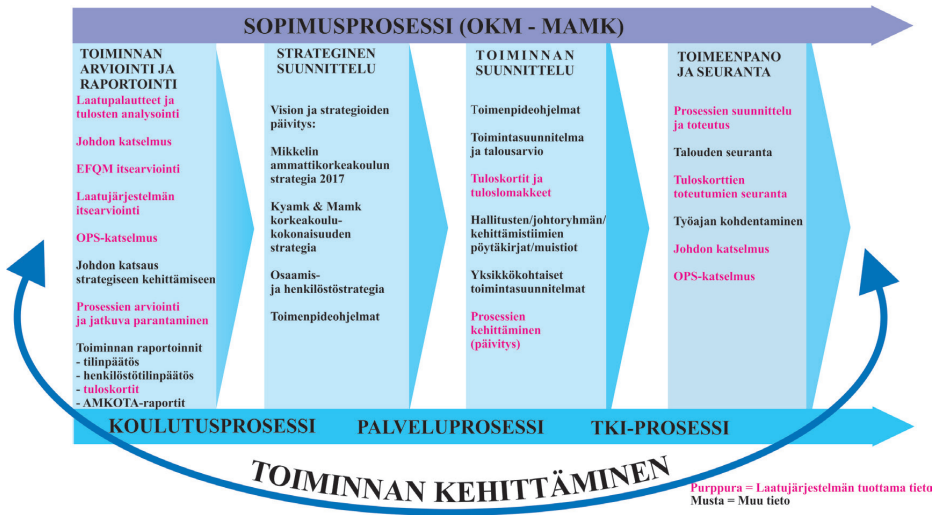 SOPIMUSPROSESSI (OKM - MAMK)
TOIMINNAN
ARVIOINTI JA
RAPORTOINTI
Laatupalautteet ja
tulosten analysointi
Johdon katselmus
EFQM itsearviointi
Laatujärjestelmän
itsearviointi
OPS-katselmus
Johdon katsaus
strategiseen kehittämiseen
Prosessien arviointi
ja jatkuva parantaminen
Toiminnan raportoinnit
- tilinpäätös
- henkilöstötilinpäätös
- tuloskortit
- AMKOTA-raportit
STRATEGINEN
SUUNNITTELU
Vision ja strategioiden
päivitys:
Mikkelin
ammattikorkeakoulun
strategia 2017
Kyamk & Mamk
korkeakoulu-
kokonaisuuden
strategia
Osaamis-
ja henkilöstöstrategia
Toimenpideohjelmat
TOIMINNAN
SUUNNITTELU
Toimenpideohjelmat
Toimintasuunnitelma
ja talousarvio
Tuloskortit ja
tuloslomakkeet
Hallitusten/johtoryhmän/
kehittämistiimien
pöytäkirjat/muistiot
Yksikkökohtaiset
toimintasuunnitelmat
Prosessien
kehittäminen
(päivitys)
TOIMEENPANO
JA SEURANTA
Prosessien suunnittelu
ja toteutus
Talouden seuranta
Tuloskorttien
toteutumien seuranta
Työajan kohdentaminen
Johdon katselmus
OPS-katselmus
KOULUTUSPROSESSI PALVELUPROSESSI TKI-PROSESSI
TOIMINNAN KEHITTÄMINEN
Purppura = Laatujärjestelmän tuottama tieto
Musta = Muu tieto